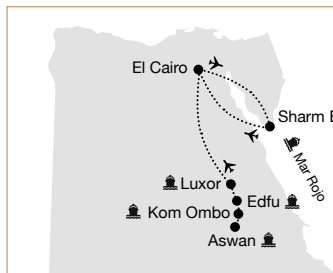 El Cairo
Sharm E
Mar Rojo
Luxor
Edfu
Kom Ombo
Aswan